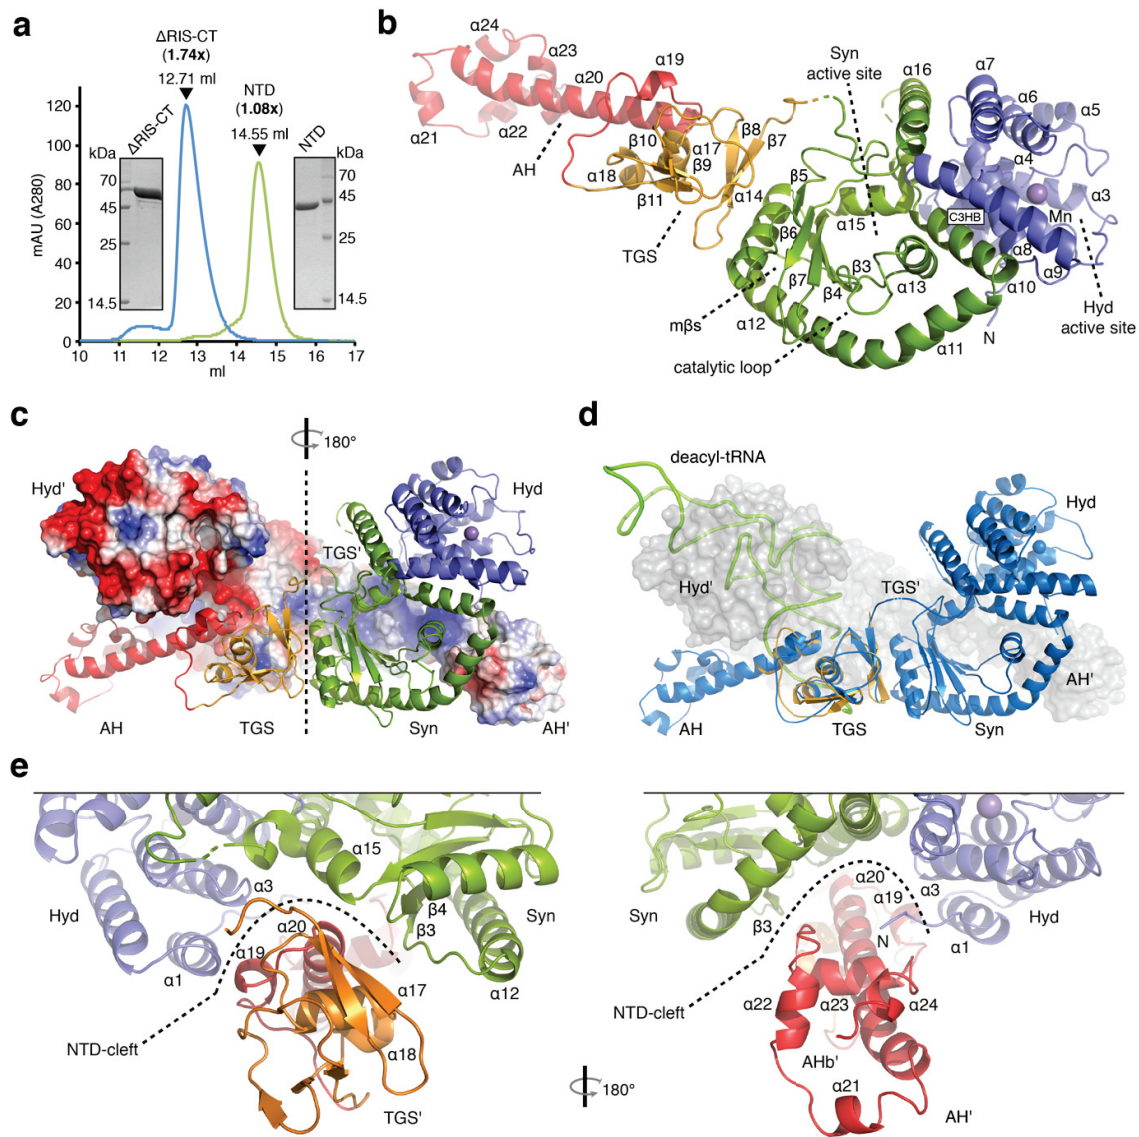 a
ΔRIS-CT
(1.74x)
12.71 ml
NTD
(1.08x)
14.55 ml
mAU (A280)
120
100
80
60
40
20
0
kDa
ΔRIS-CT
70
45
25
14.5
NTD
kDa
70
45
25
14.5
10 11 12 13 14 15 16 17
ml
b
α24
α23
α20
α19
α21
α22
AH
β10
α17
β9
β8
β7
α18
β11
α14
TGS
Syn
active site
α16
α7
α6
α5
α4
α3
β5
α15
C3HB
Mn
β6
β3
α8
α9
β7
β4
α13
α10
mβs
α12
α11
N
Hyd
active site
catalytic loop
c
180°
Hyd'
Hyd
TGS'
AH
TGS
Syn
AH'
d
deacyl-tRNA
Hyd
Hyd'
TGS'
AH'
AH
TGS
Syn
e
α15
α3
Hyd
β4
Syn
β3
α20
α19
α1
α17
α12
NTD-cleft
α18
TGS'
α20
α3
α19
Syn
β3
N
Hyd
α1
NTD-cleft
α22
α23
α24
AHb'
α21
AH'
180°